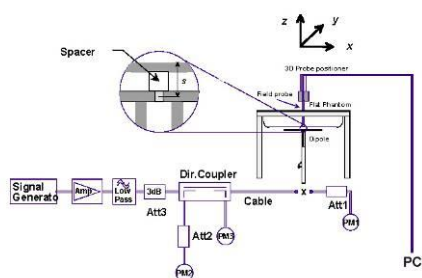 z
y
x
Spacer
s
3D Probe positioner
Field probe
Flat Phantom
Dipole
Dir.Coupler
Signal
Generato
Amp
Low
Pass
3dB
Att3
Cable
x
Att1
PM1
Att2
PM3
PM2
PC